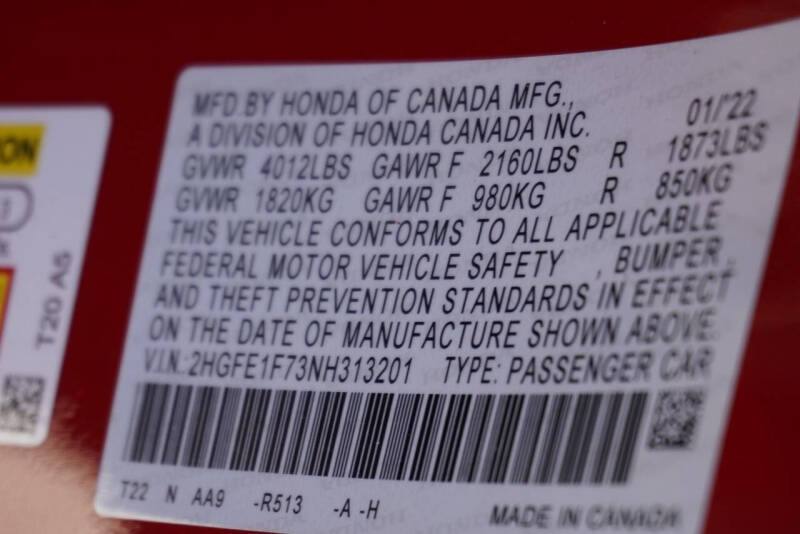 MFD.BY HONDA OF CANADA MFG.,
A DIVISION OF HONDA CANADA INC. 01/'22
GVWR 4012LBS GAWR F 2160LBS R 1873LBS
GVWR 1820KG GAWR F 980KG R 850KG
THIS VEHICLE CONFORMS TO ALL APPLICABLE
FEDERAL MOTOR VEHICLE SAFETY , BUMPER,
AND THEFT PREVENTION STANDARDS IN EFFECT
ON THE DATE OF MANUFACTURE SHOWN ABOVE.
V.I.N.:2HGFE1F73NH313201 TYPE: PASSENGER CAR
T22 N AA9 -R513 -A -H
MADE IN CANADA
ON
T20 A5